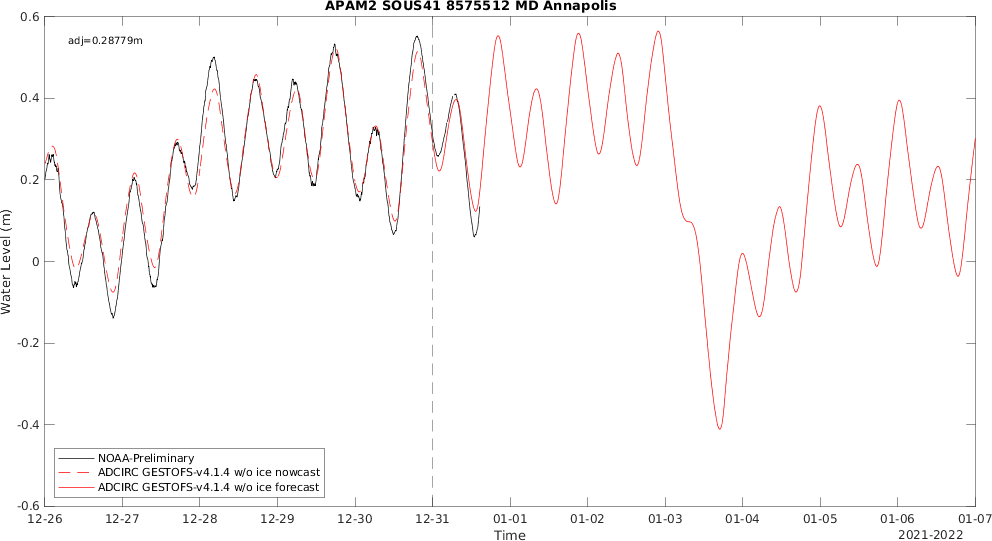 APAM2 SOUS41 8575512 MD Annapolis
adj=0.28779m
0.6
0.4
0.2
0
-0.2
-0.4
-0.6
Water Level (m)
NOAA-Preliminary
ADCIRC GESTOFS-v4.1.4 w/o ice nowcast
ADCIRC GESTOFS-v4.1.4 w/o ice forecast
12-26 12-27 12-28 12-29 12-30 12-31 01-01 01-02 01-03 01-04 01-05 01-06 01-07
Time
2021-2022